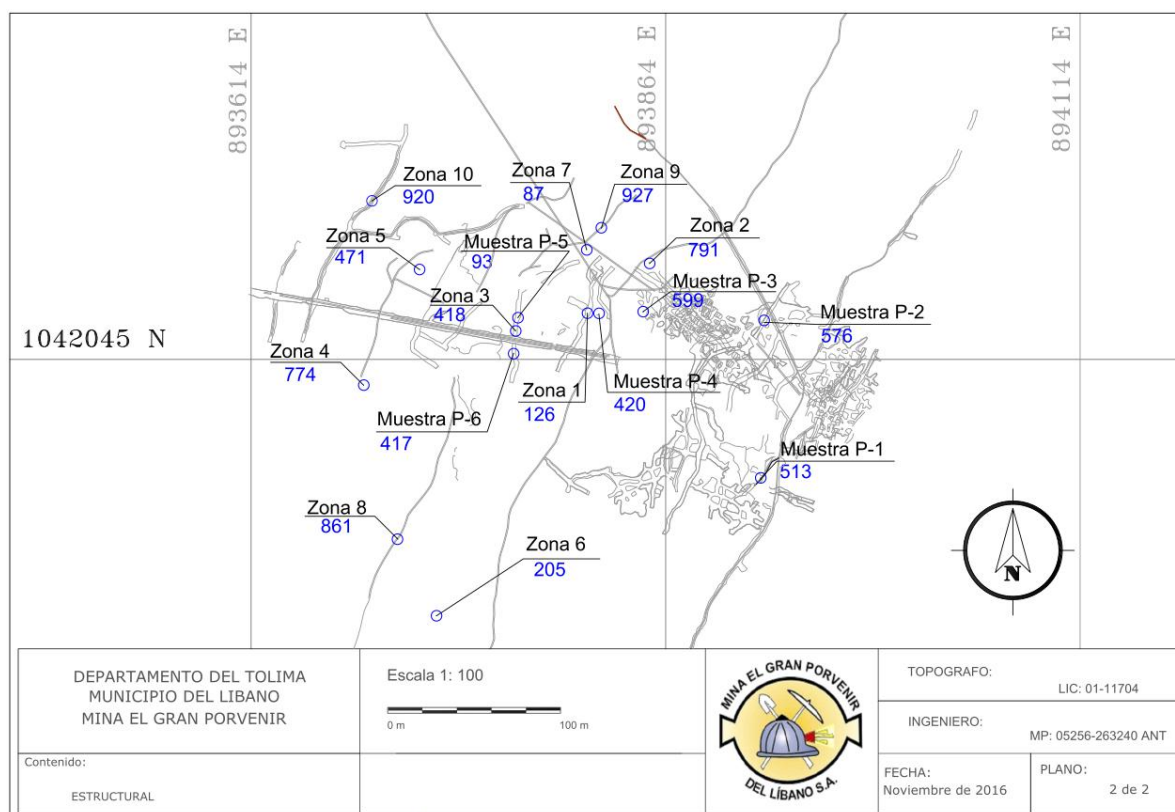 893614 E
893864 E
894114 E
Zona 10
920
Zona 7
87
Zona 9
927
Zona 5
471
Muestra P-5
93
Zona 2
791
Zona 3
418
Muestra P-3
599
Muestra P-2
576
1042045 N
Zona 4
774
Zona 1
126
Muestra P-4
420
Muestra P-6
417
Muestra P-1
513
Zona 8
861
Zona 6
205
N
DEPARTAMENTO DEL TOLIMA
MUNICIPIO DEL LIBANO
MINA EL GRAN PORVENIR
Contenido:
ESTRUCTURAL
Escala 1: 100
0 m
100 m
MINA EL GRAN PORVENIR
DEL LÍBANO S.A.
TOPOGRAFO:
LIC: 01-11704
INGENIERO:
MP: 05256-263240 ANT
FECHA:
Noviembre de 2016
PLANO:
2 de 2